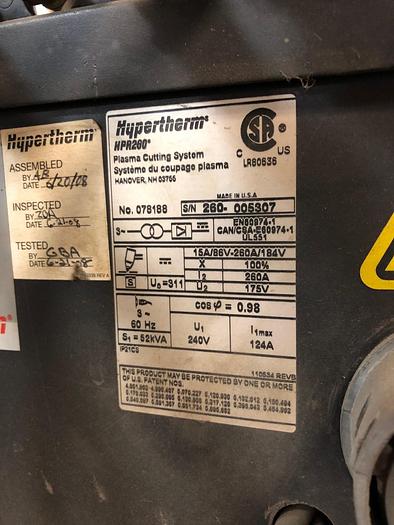 Hypertherm
ASSEMBLED
BY AB
DATE 6/20/08
INSPECTED
BY
DATE 6-21-08
TESTED
BY GBA
DATE 6-21-08
Hypertherm®
HPR260®
Plasma Cutting System
Système du coupage plasma
HANOVER, NH 03755
CSA
C US
LR80636
MADE IN U.S.A
No. 078188 S/N 260- 005307
3~
EN60974-1
CAN/CSA-E60974-1
UL551
15A/86V-260A/184V
X 100%
S U₀=311 I2 260A
U2 175V
cos φ = 0.98
3~
60 Hz U1 I1max
S1 = 52kVA 240V 124A
IP21CS
110534 REVB
THIS PRODUCT MAY BE PROTECTED BY ONE OR MORE
OF U.S. PATENT NOS.